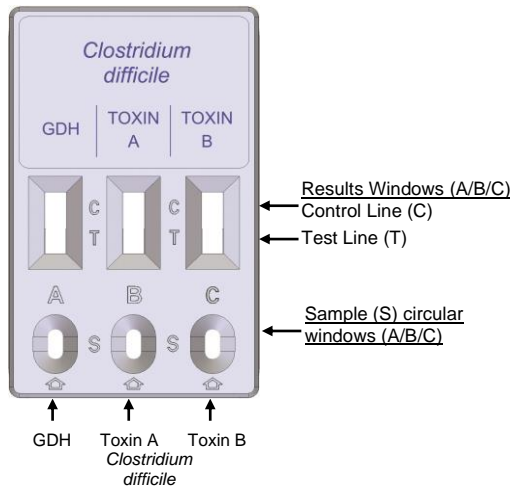 Clostridium
difficile
GDH TOXIN A TOXIN B
C C
T T
Results Windows (A/B/C)
Control Line (C)
Test Line (T)
A B C
S S
Sample (S) circular
windows (A/B/C)
GDH Toxin A Toxin B
Clostridium
difficile